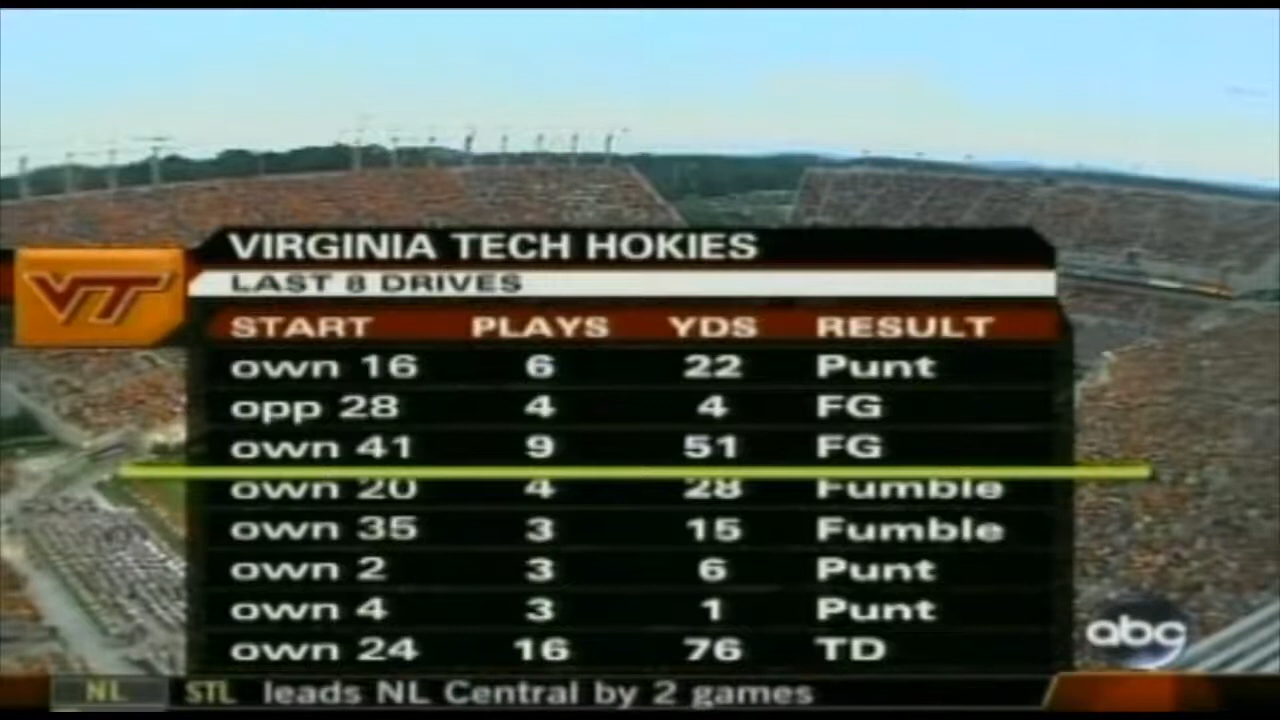 VIRGINIA TECH HOKIES
VT
LAST 8 DRIVES
START PLAYS YDS RESULT
own 16 6 22 Punt
opp 28 4 4 FG
own 41 9 51 FG
own 20 4 28 Fumble
own 35 3 15 Fumble
own 2 3 6 Punt
own 4 3 1 Punt
own 24 16 76 TD
abc
NL STL leads NL Central by 2 games